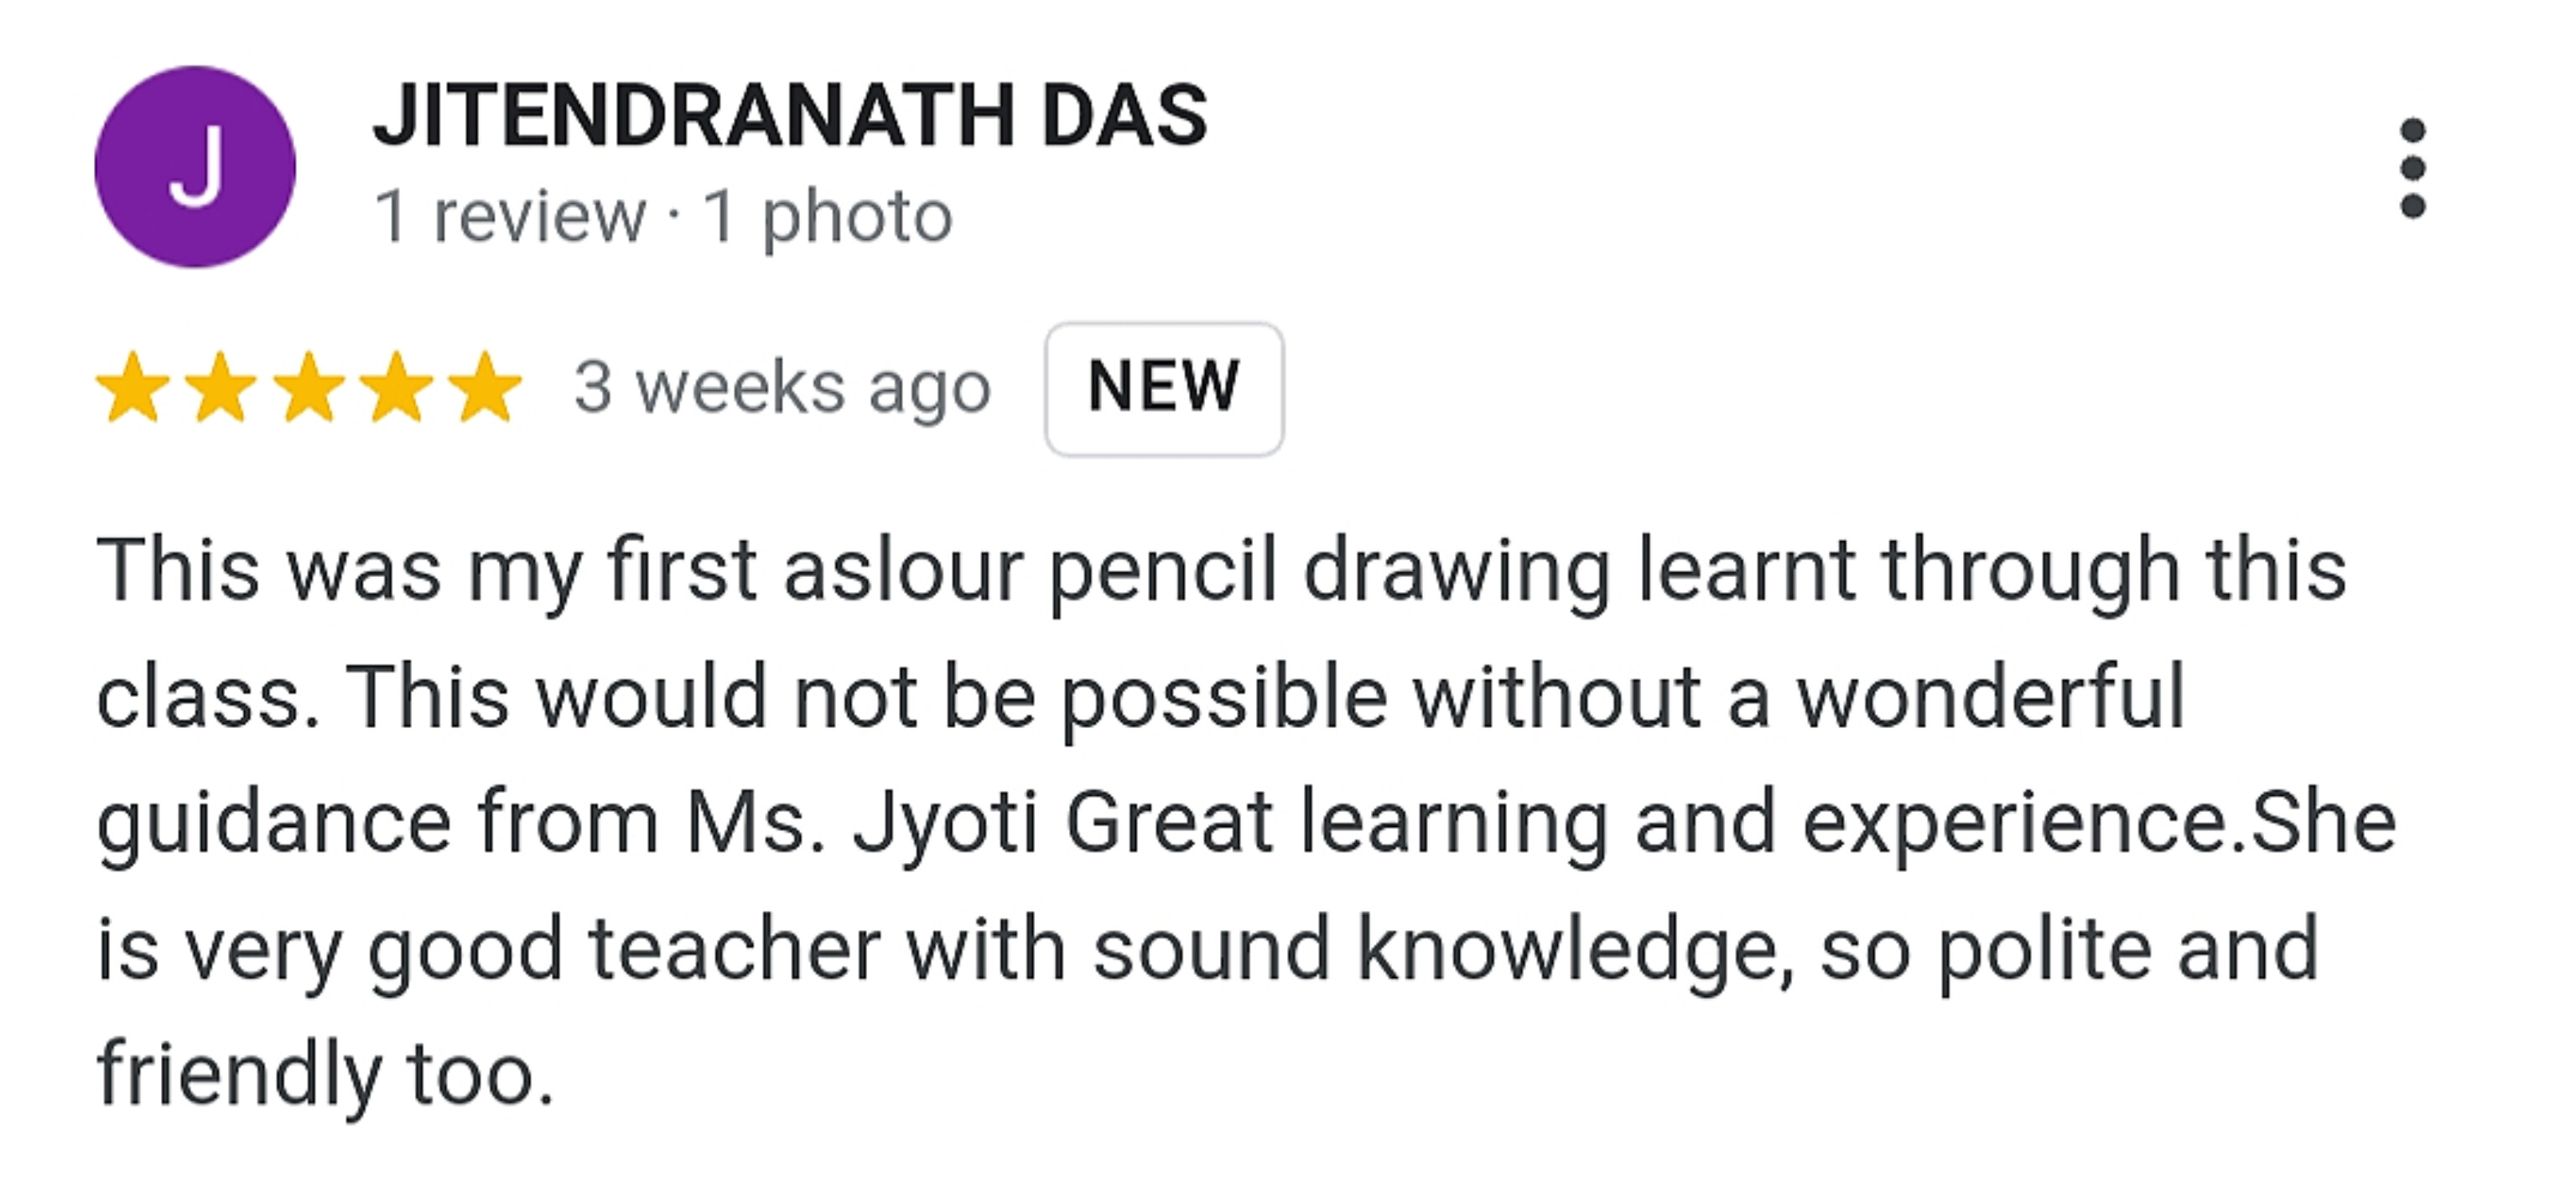 J
JITENDRANATH DAS
1 review · 1 photo
3 weeks ago NEW
This was my first aslour pencil drawing learnt through this
class. This would not be possible without a wonderful
guidance from Ms. Jyoti Great learning and experience.She
is very good teacher with sound knowledge, so polite and
friendly too.